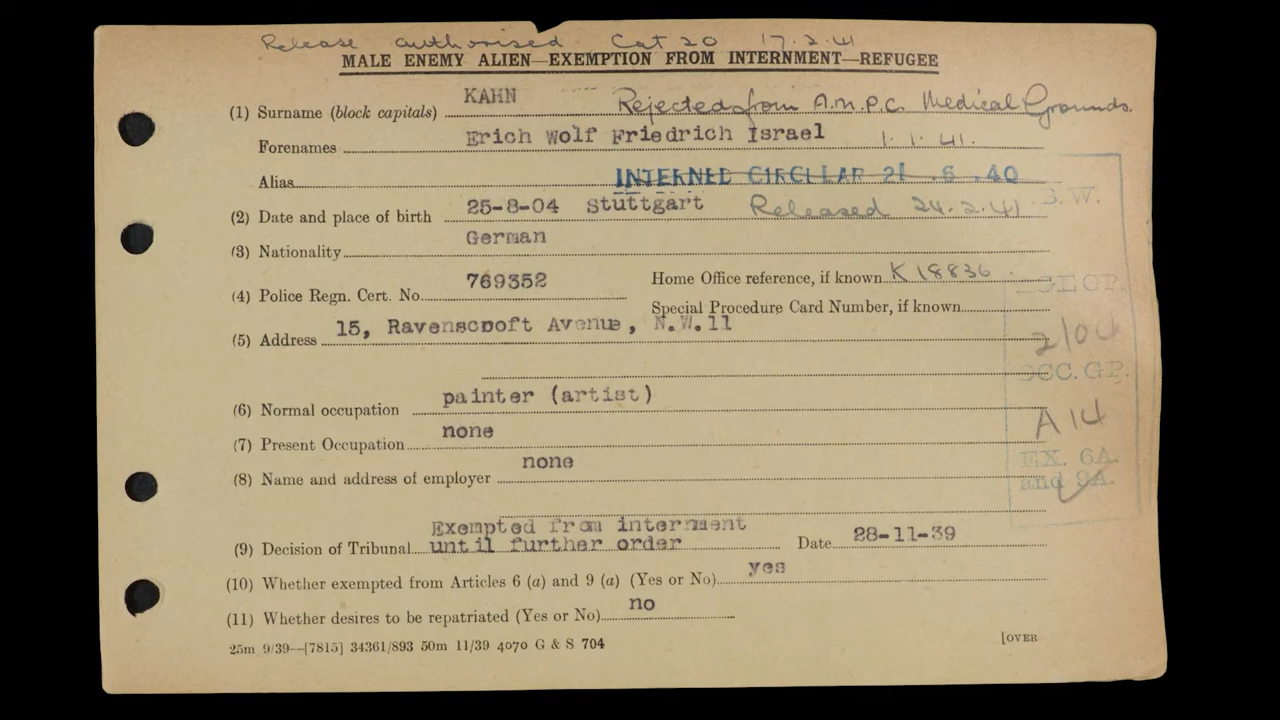 Release authorised Cat 20 17.2.41
MALE ENEMY ALIEN—EXEMPTION FROM INTERNMENT—REFUGEE
(1) Surname (block capitals) KAHN Rejected from A.M.P.C. Medical Grounds.
Forenames Erich Wolf Friedrich Israel 1.1.41.
Alias INTERNED CIRCULAR 21.6.40
(2) Date and place of birth 25-8-04 Stuttgart Released 24.2.41
(3) Nationality German
(4) Police Regn. Cert. No. 769352 Home Office reference, if known K 18836
Special Procedure Card Number, if known
(5) Address 15, Ravenscroft Avenue, N.W.11
(6) Normal occupation painter (artist)
(7) Present Occupation none
(8) Name and address of employer none
(9) Decision of Tribunal Exempted from internment
until further order Date 28-11-39
(10) Whether exempted from Articles 6 (a) and 9 (a) (Yes or No) yes
(11) Whether desires to be repatriated (Yes or No) no
25m 9/39—[7815] 34361/893 50m 11/39 4070 G & S 704 [OVER
A 14
EX. 6A.
and 9A.